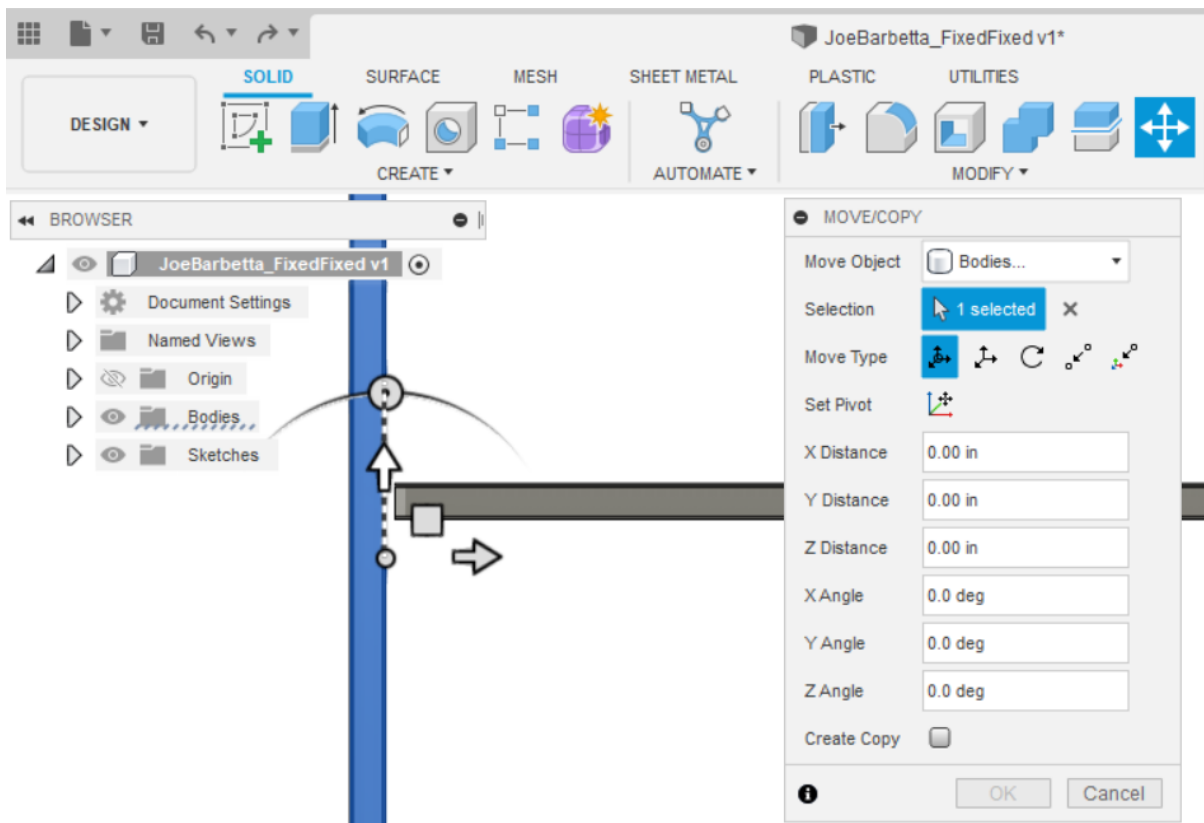 JoeBarbetta_FixedFixed v1*
SOLID SURFACE MESH SHEET METAL PLASTIC UTILITIES
DESIGN
CREATE AUTOMATE MODIFY
BROWSER
JoeBarbetta_FixedFixed v1
Document Settings
Named Views
Origin
Bodies
Sketches
MOVE/COPY
Move Object Bodies...
Selection 1 selected
Move Type
Set Pivot
X Distance 0.00 in
Y Distance 0.00 in
Z Distance 0.00 in
X Angle 0.0 deg
Y Angle 0.0 deg
Z Angle 0.0 deg
Create Copy
OK Cancel